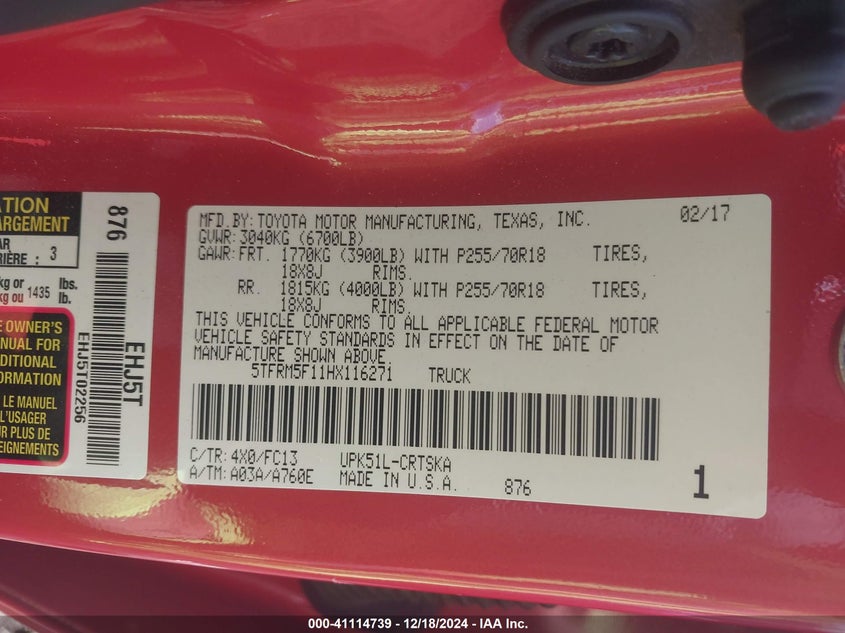 ATION
ARGEMENT
AR
RIÈRE : 3
kg or lbs.
kg ou 1435 lb.
E OWNER'S
NUAL FOR
DITIONAL
FORMATION
LE MANUEL
L'USAGER
UR PLUS DE
EIGNEMENTS
876
EHJ5T
EHJ5T02256
MFD.BY: TOYOTA MOTOR MANUFACTURING, TEXAS, INC. 02/17
GVWR: 3040KG (6700LB)
GAWR: FRT. 1770KG (3900LB) WITH P255/70R18 TIRES,
18X8J RIMS.
RR. 1815KG (4000LB) WITH P255/70R18 TIRES,
18X8J RIMS.
THIS VEHICLE CONFORMS TO ALL APPLICABLE FEDERAL MOTOR
VEHICLE SAFETY STANDARDS IN EFFECT ON THE DATE OF
MANUFACTURE SHOWN ABOVE.
5TFRM5F11HX116271 TRUCK
C/TR: 4X0/FC13 UPK51L-CRTSKA
A/TM: A03A/A760E MADE IN U.S.A. 876 1
000-41114739 - 12/18/2024 - IAA Inc.